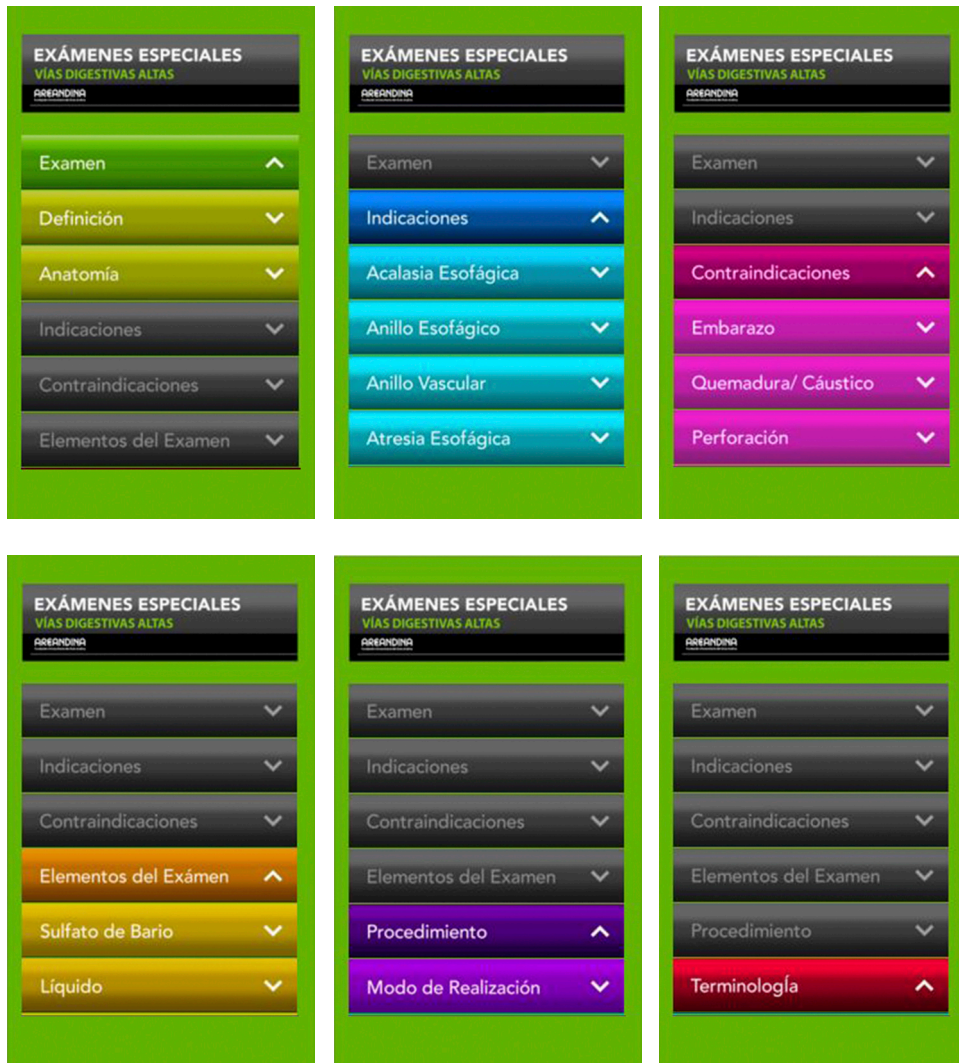 EXÁMENES ESPECIALES
VÍAS DIGESTIVAS ALTAS
AREANDINA
Examen
Definición
Anatomía
Indicaciones
Contraindicaciones
Elementos del Examen
EXÁMENES ESPECIALES
VÍAS DIGESTIVAS ALTAS
AREANDINA
Examen
Indicaciones
Acalasia Esofágica
Anillo Esofágico
Anillo Vascular
Atresia Esofágica
EXÁMENES ESPECIALES
VÍAS DIGESTIVAS ALTAS
AREANDINA
Examen
Indicaciones
Contraindicaciones
Embarazo
Quemadura/ Cáustico
Perforación
EXÁMENES ESPECIALES
VÍAS DIGESTIVAS ALTAS
AREANDINA
Examen
Indicaciones
Contraindicaciones
Elementos del Exámen
Sulfato de Bario
Líquido
EXÁMENES ESPECIALES
VÍAS DIGESTIVAS ALTAS
AREANDINA
Examen
Indicaciones
Contraindicaciones
Elementos del Examen
Procedimiento
Modo de Realización
EXÁMENES ESPECIALES
VÍAS DIGESTIVAS ALTAS
AREANDINA
Examen
Indicaciones
Contraindicaciones
Elementos del Examen
Procedimiento
TerminologÍa